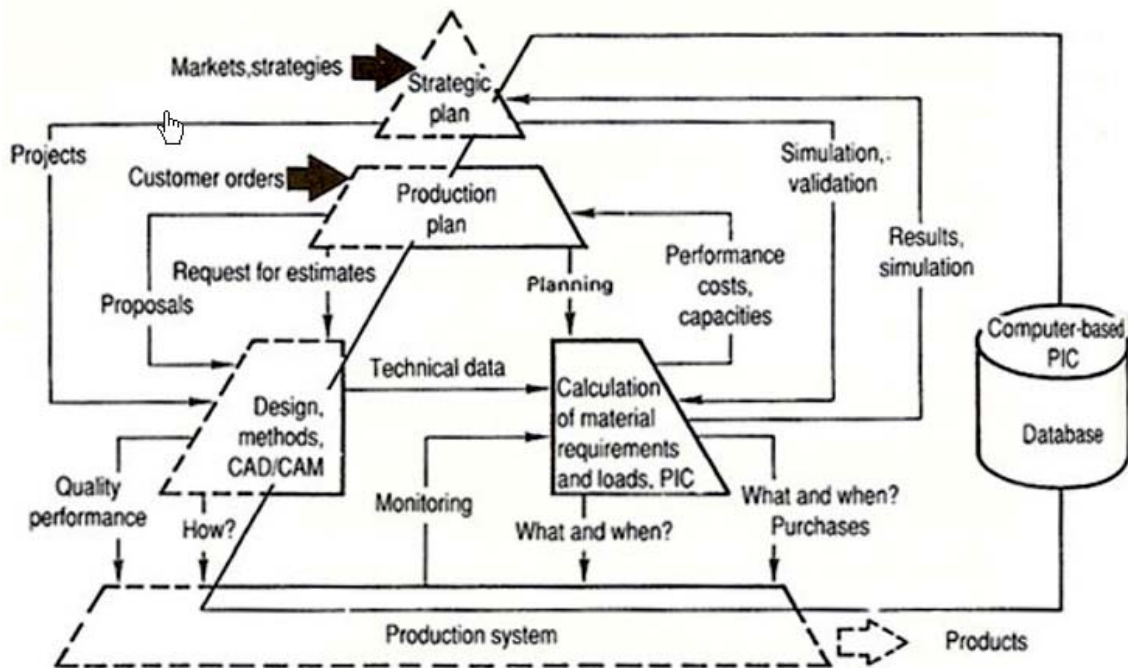 Markets,strategies
Strategic
plan
Projects
Customer orders
Production
plan
Simulation,
validation
Results,
simulation
Request for estimates
Planning
Performance
costs,
capacities
Proposals
Computer-based
PIC
Database
Technical data
Design,
methods,
CAD/CAM
Calculation
of material
requirements
and loads, PIC
Quality
performance
How?
Monitoring
What and when?
What and when?
Purchases
Production system
Products